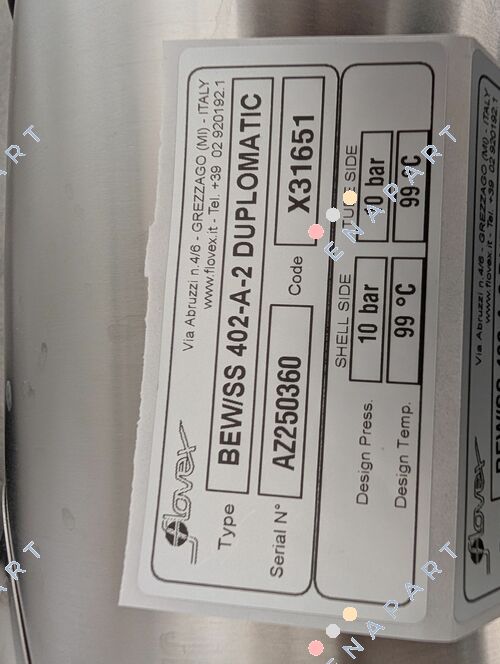 flovex
Via Abruzzi n.4/6 - GREZZAGO (MI) - ITALY
www.flovex.it - Tel. +39 02 920192.1
Type BEW/SS 402-A-2 DUPLOMATIC
Serial N° AZ250360 Code X31651
SHELL SIDE TUBE SIDE
Design Press. 10 bar 10 bar
Design Temp. 99 °C 99 °C
ENAPART
ENAPART